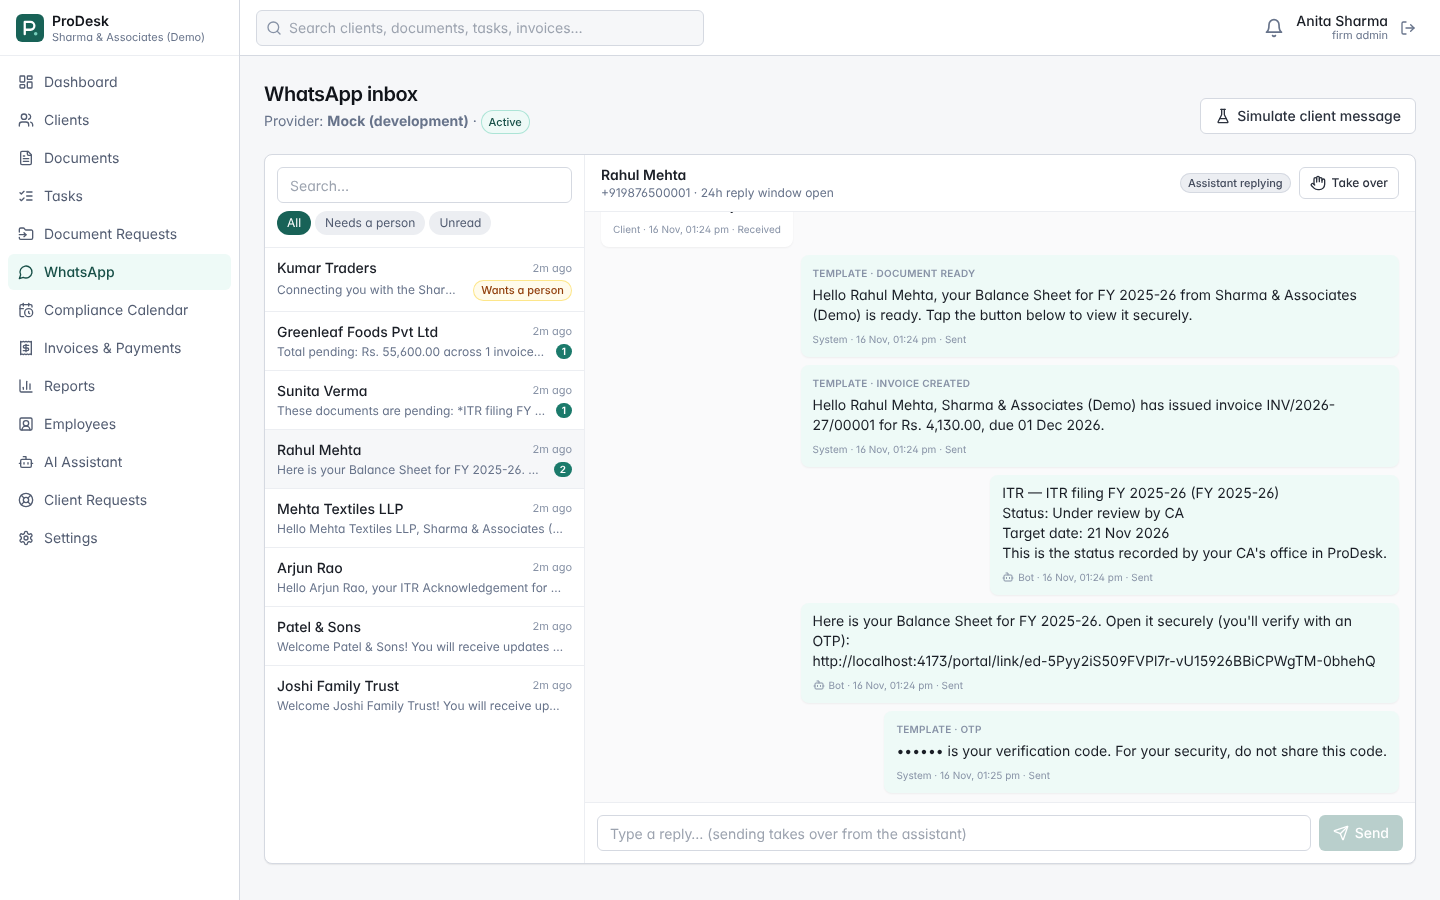 ProDesk
Sharma & Associates (Demo)
Search clients, documents, tasks, invoices...
Anita Sharma
firm admin
Dashboard
Clients
Documents
Tasks
Document Requests
WhatsApp
Compliance Calendar
Invoices & Payments
Reports
Employees
AI Assistant
Client Requests
Settings
WhatsApp inbox
Provider: Mock (development) · Active
Simulate client message
Search...
All
Needs a person
Unread
Kumar Traders
2m ago
Connecting you with the Shar...
Wants a person
Greenleaf Foods Pvt Ltd
2m ago
Total pending: Rs. 55,600.00 across 1 invoice...
1
Sunita Verma
2m ago
These documents are pending: *ITR filing FY ...
1
Rahul Mehta
2m ago
Here is your Balance Sheet for FY 2025-26. ...
2
Mehta Textiles LLP
2m ago
Hello Mehta Textiles LLP, Sharma & Associates (...
Arjun Rao
2m ago
Hello Arjun Rao, your ITR Acknowledgement for ...
Patel & Sons
2m ago
Welcome Patel & Sons! You will receive updates ...
Joshi Family Trust
2m ago
Welcome Joshi Family Trust! You will receive up...
Rahul Mehta
+919876500001 · 24h reply window open
Assistant replying
Take over
Client · 16 Nov, 01:24 pm · Received
TEMPLATE · DOCUMENT READY
Hello Rahul Mehta, your Balance Sheet for FY 2025-26 from Sharma & Associates
(Demo) is ready. Tap the button below to view it securely.
System · 16 Nov, 01:24 pm · Sent
TEMPLATE · INVOICE CREATED
Hello Rahul Mehta, Sharma & Associates (Demo) has issued invoice INV/2026-
27/00001 for Rs. 4,130.00, due 01 Dec 2026.
System · 16 Nov, 01:24 pm · Sent
ITR — ITR filing FY 2025-26 (FY 2025-26)
Status: Under review by CA
Target date: 21 Nov 2026
This is the status recorded by your CA's office in ProDesk.
Bot · 16 Nov, 01:24 pm · Sent
Here is your Balance Sheet for FY 2025-26. Open it securely (you'll verify with an
OTP):
http://localhost:4173/portal/link/ed-5Pyy2iS509FVPl7r-vU15926BBiCPWgTM-0bhehQ
Bot · 16 Nov, 01:24 pm · Sent
TEMPLATE · OTP
•••••• is your verification code. For your security, do not share this code.
System · 16 Nov, 01:25 pm · Sent
Type a reply... (sending takes over from the assistant)
Send